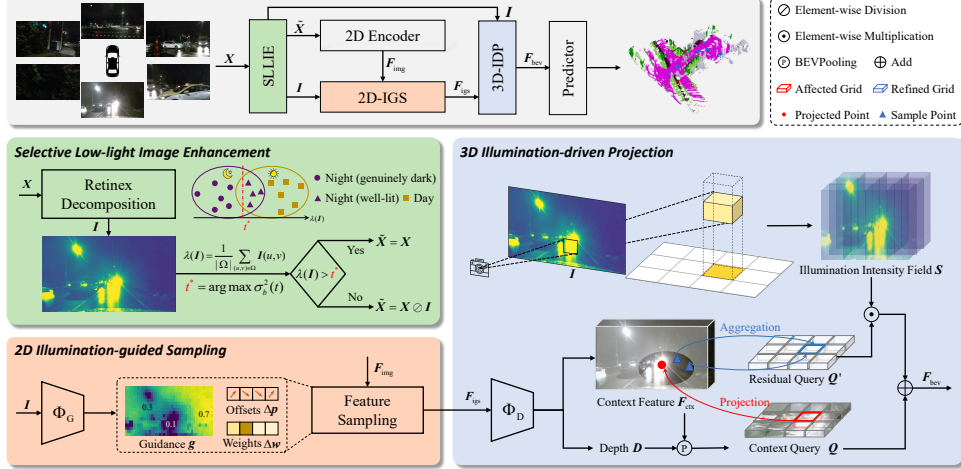 X
SLLIE
X̃
I
2D Encoder
F_img
2D-IGS
F_igs
I
3D-IDP
F_bev
Predictor
Element-wise Division
Element-wise Multiplication
P BEVPooling
Add
Affected Grid
Refined Grid
Projected Point
Sample Point
Selective Low-light Image Enhancement
X
Retinex
Decomposition
I
Night (genuinely dark)
Night (well-lit)
Day
t*
λ(I)
λ(I) = 1/|Ω| ∑_{(u,v)∈Ω} I(u,v)
t* = arg max σ_b^2(t)
λ(I) > t*
Yes
X̃ = X
No
X̃ = X ⊘ I
2D Illumination-guided Sampling
I
Φ_G
0.3
0.7
0.1
Guidance g
Offsets Δp
Weights Δw
F_img
Feature
Sampling
F_igs
3D Illumination-driven Projection
I
Illumination Intensity Field S
Aggregation
Residual Query Q'
Φ_D
Context Feature F_ctx
Projection
Depth D
P
Context Query Q
F_bev